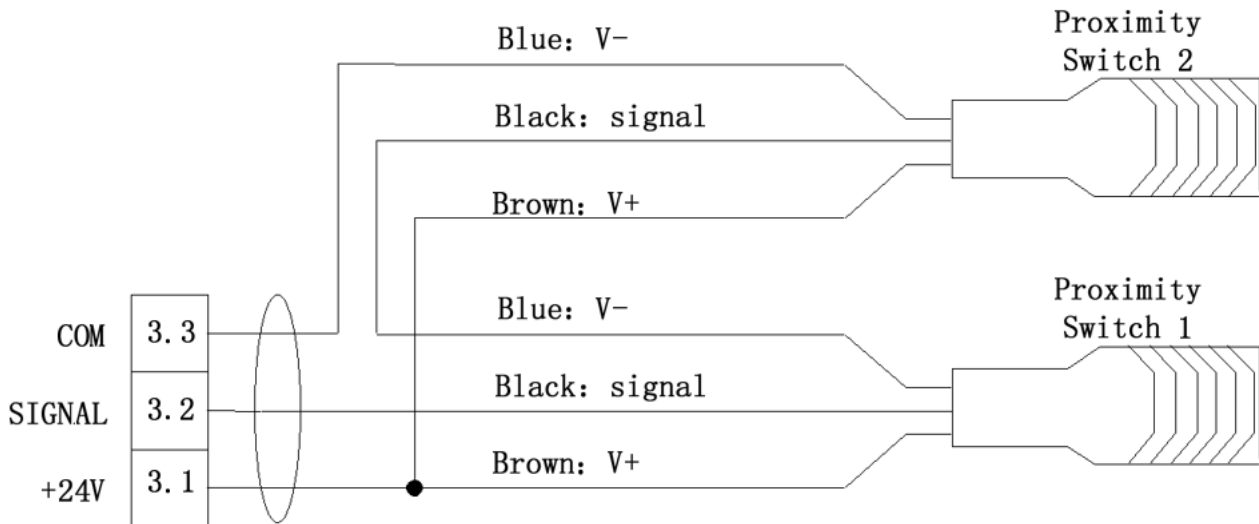 Proximity
Switch 2
Blue: V-
Black: signal
Brown: V+
Proximity
Switch 1
Blue: V-
Black: signal
Brown: V+
COM 3.3
SIGNAL 3.2
+24V 3.1